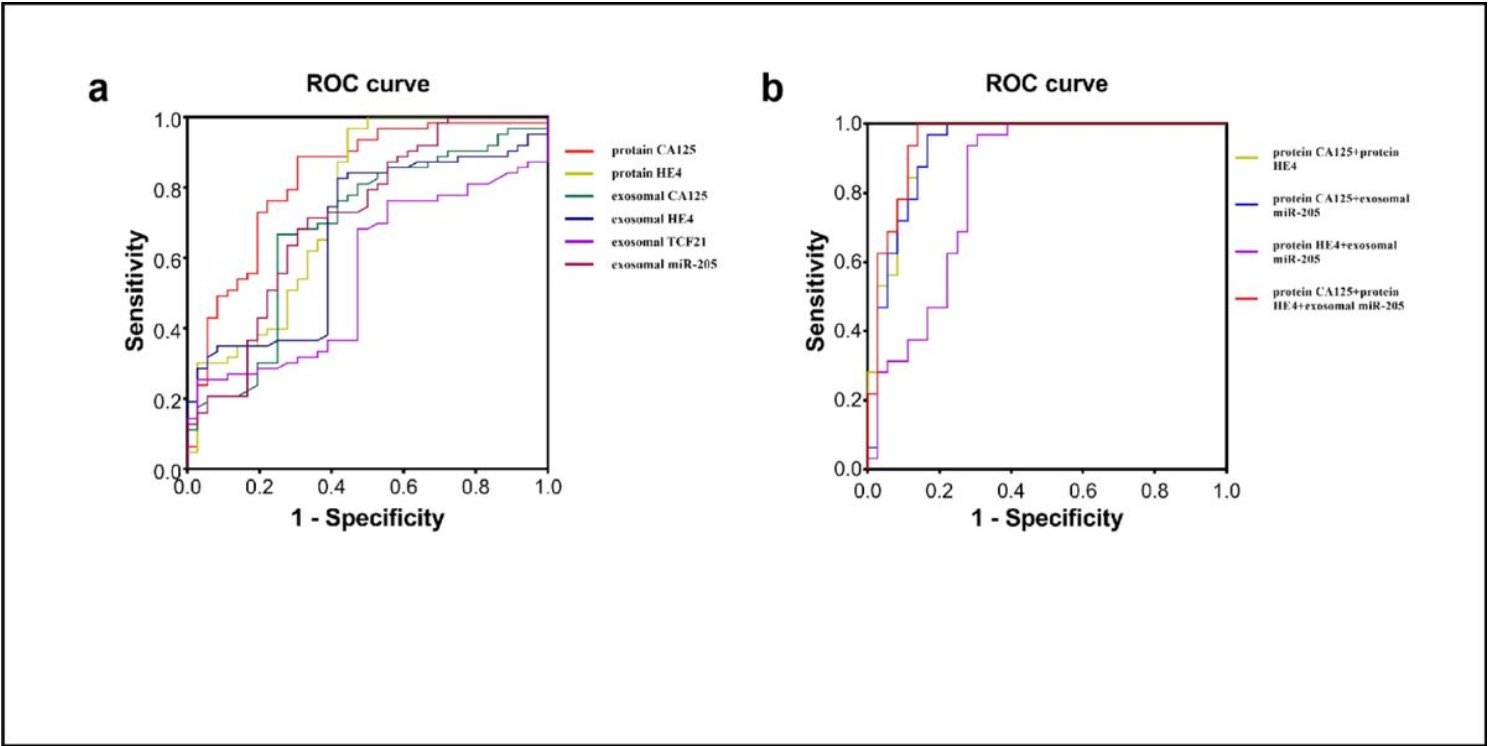 a
ROC curve
1.0
0.8
0.6
0.4
0.2
0.0
Sensitivity
0.0 0.2 0.4 0.6 0.8 1.0
1 - Specificity
protain CA125
protain HE4
exosomal CA125
exosomal HE4
exosomal TCF21
exosomal miR-205
b
ROC curve
1.0
0.8
0.6
0.4
0.2
0.0
Sensitivity
0.0 0.2 0.4 0.6 0.8 1.0
1 - Specificity
protein CA125+protein
HE4
protein CA125+exosomal
miR-205
protein HE4+exosomal
miR-205
protein CA125+protein
HE4+exosomal miR-205